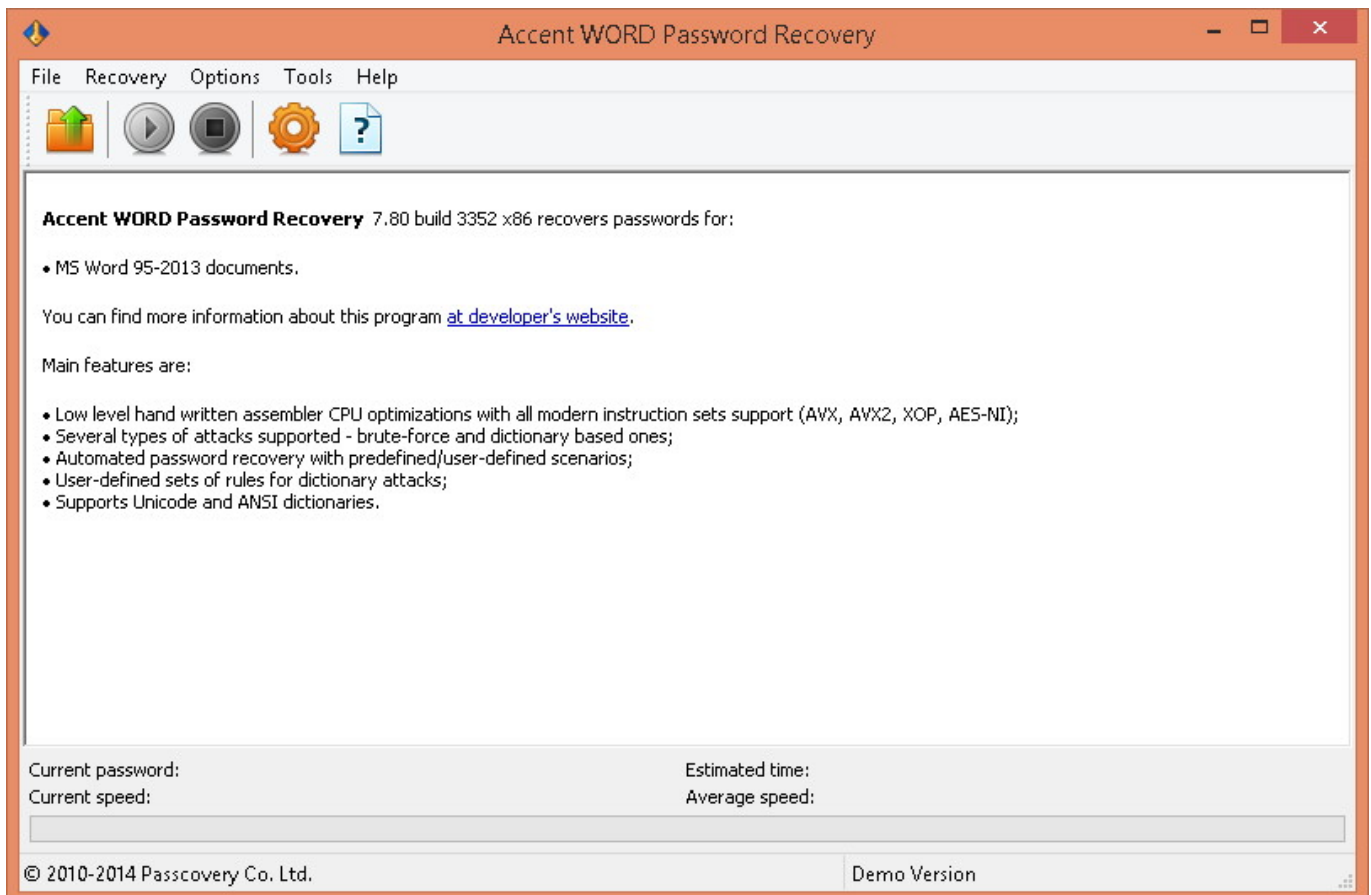 Accent WORD Password Recovery
File Recovery Options Tools Help
?
Accent WORD Password Recovery 7.80 build 3352 x86 recovers passwords for:
• MS Word 95-2013 documents.
You can find more information about this program at developer's website.
Main features are:
• Low level hand written assembler CPU optimizations with all modern instruction sets support (AVX, AVX2, XOP, AES-NI);
• Several types of attacks supported - brute-force and dictionary based ones;
• Automated password recovery with predefined/user-defined scenarios;
• User-defined sets of rules for dictionary attacks;
• Supports Unicode and ANSI dictionaries.
Current password: Estimated time:
Current speed: Average speed:
© 2010-2014 Passcovery Co. Ltd. Demo Version